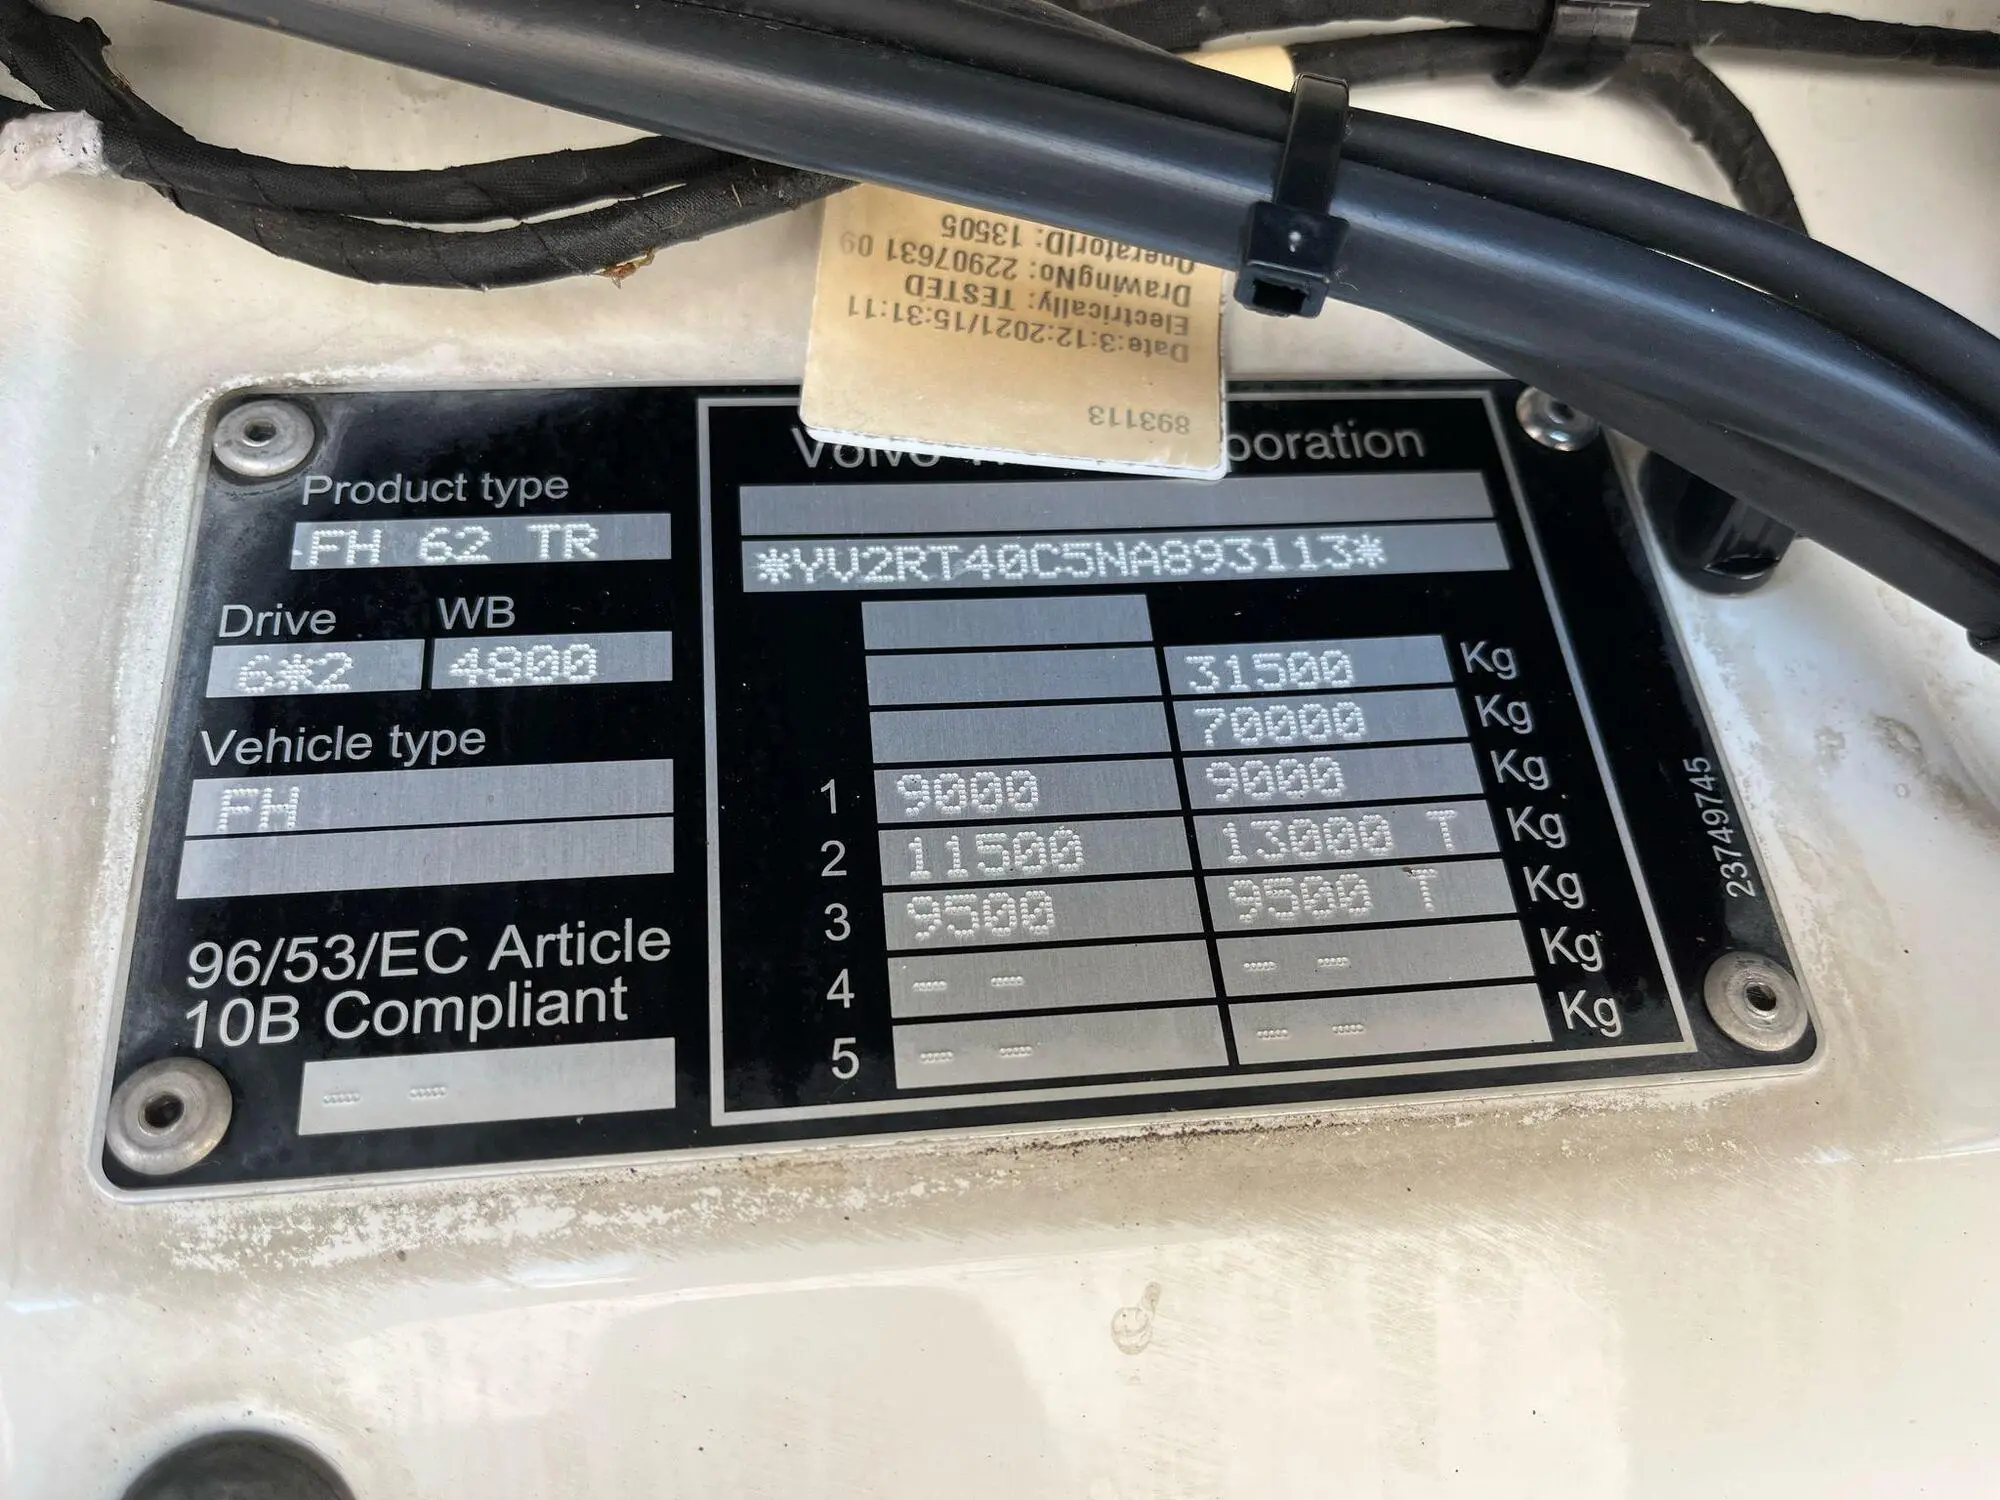 893113
Date:3:12:2021/15:31:11
Electrically: TESTED
DrawingNo: 22907631 09
OperatorID: 13505
Product type
FH 62 TR
Drive WB
6*2 4800
Vehicle type
FH
96/53/EC Article
10B Compliant
-- --
Volvo
*YV2RT40C5NA893113*
31500 Kg
70000 Kg
1 9000 9000 Kg
2 11500 13000 T Kg
3 9500 9500 T Kg
4 -- -- -- -- Kg
5 -- -- -- -- Kg
23749745